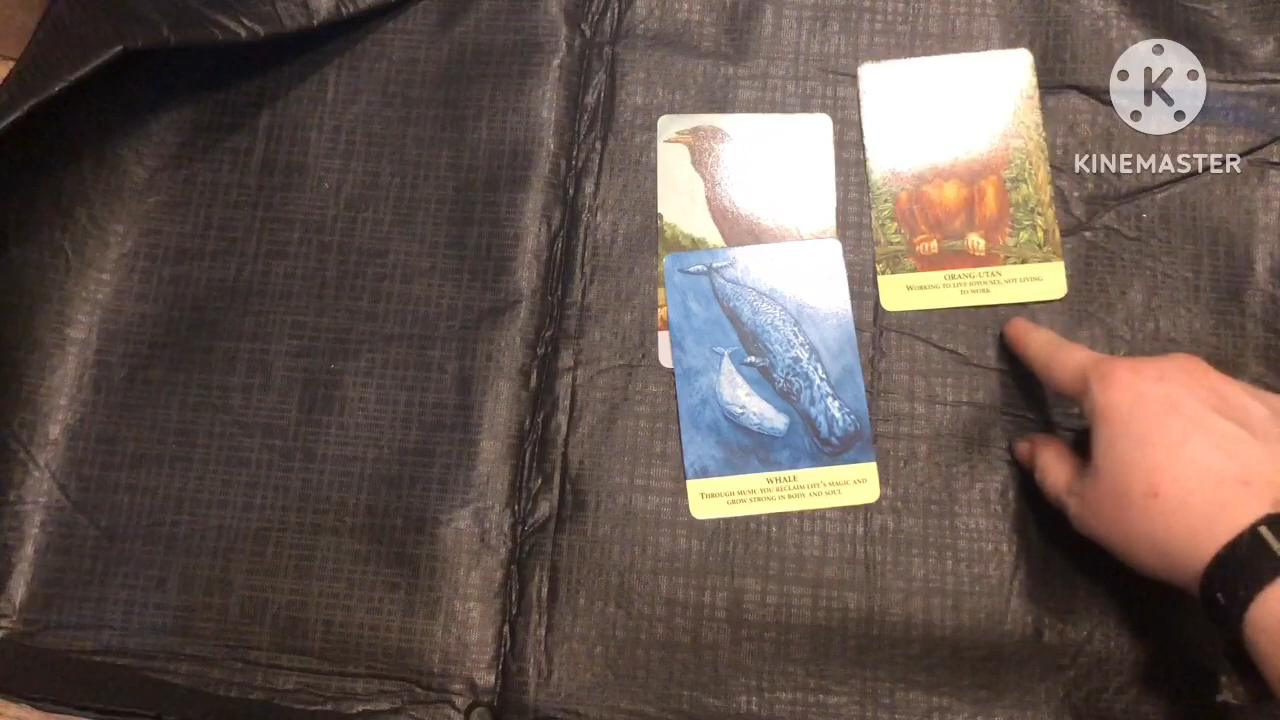 K
KINEMASTER
ORANG-UTAN
WORKING TO LIVE JOYOUSLY, NOT LIVING
TO WORK
WHALE
THROUGH MUSIC YOU RECLAIM LIFE'S MAGIC AND
GROW STRONG IN BODY AND SOUL